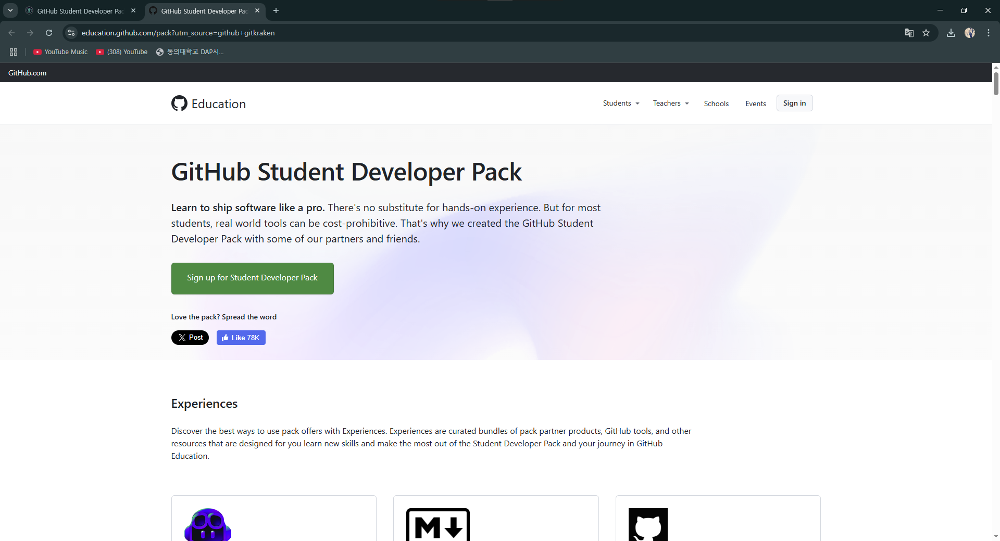 GitHub Student Developer Pac
GitHub Student Developer Pac
education.github.com/pack?utm_source=github+gitkraken
YouTube Music
(308) YouTube
동의대학교 DAP시...
GitHub.com
Education
Students
Teachers
Schools
Events
Sign in
GitHub Student Developer Pack
Learn to ship software like a pro. There's no substitute for hands-on experience. But for most
students, real world tools can be cost-prohibitive. That's why we created the GitHub Student
Developer Pack with some of our partners and friends.
Sign up for Student Developer Pack
Love the pack? Spread the word
Post
Like 78K
Experiences
Discover the best ways to use pack offers with Experiences. Experiences are curated bundles of pack partner products, GitHub tools, and other
resources that are designed for you learn new skills and make the most out of the Student Developer Pack and your journey in GitHub
Education.
M